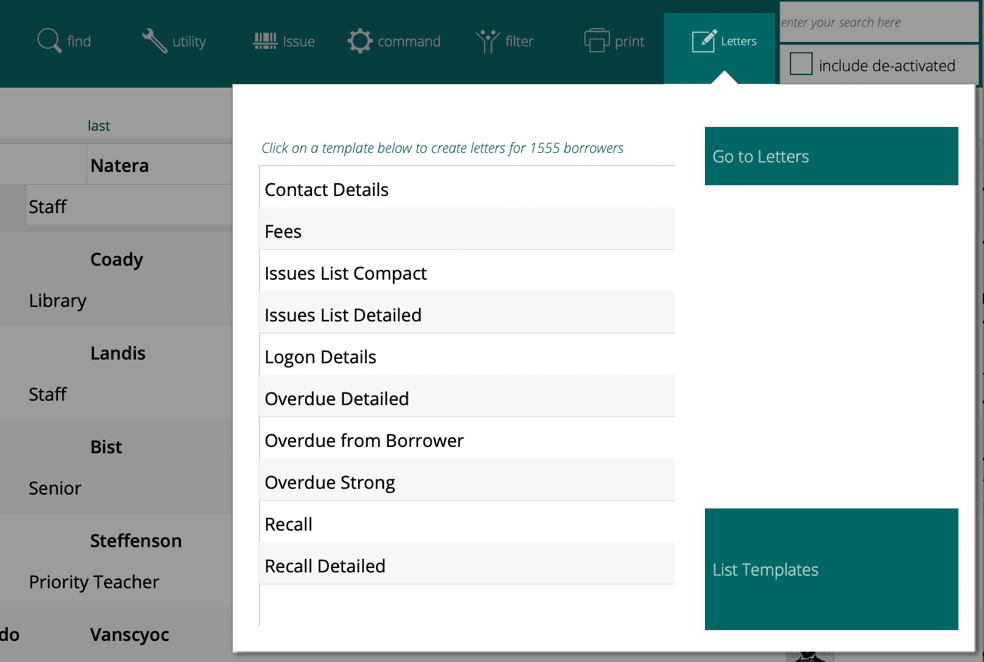 find
utility
Issue
command
filter
print
Letters
enter your search here
include de-activated
last
Natera
Staff
Coady
Library
Landis
Staff
Bist
Senior
Steffenson
Priority Teacher
do
Vanscyoc
Click on a template below to create letters for 1555 borrowers
Contact Details
Fees
Issues List Compact
Issues List Detailed
Logon Details
Overdue Detailed
Overdue from Borrower
Overdue Strong
Recall
Recall Detailed
Go to Letters
List Templates